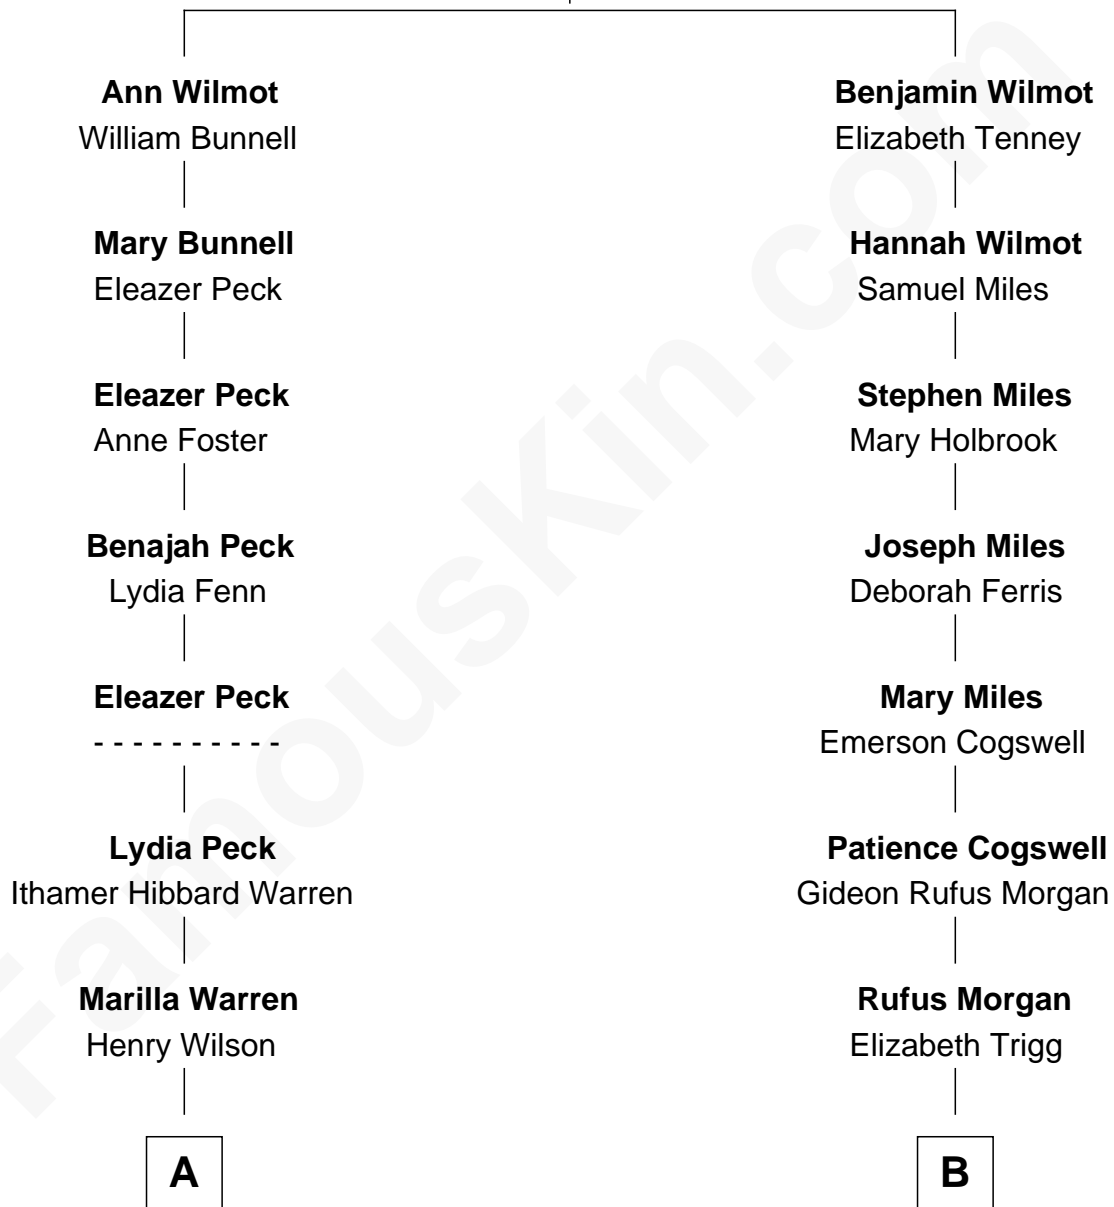 Ann Wilmot
William Bunnell
Mary Bunnell
Eleazer Peck
Eleazer Peck
Anne Foster
Benajah Peck
Lydia Fenn
Eleazer Peck
- - - - - - - - - -
Lydia Peck
Ithamer Hibbard Warren
Marilla Warren
Henry Wilson
A
Benjamin Wilmot
Elizabeth Tenney
Hannah Wilmot
Samuel Miles
Stephen Miles
Mary Holbrook
Joseph Miles
Deborah Ferris
Mary Miles
Emerson Cogswell
Patience Cogswell
Gideon Rufus Morgan
Rufus Morgan
Elizabeth Trigg
B
FamousKin.com